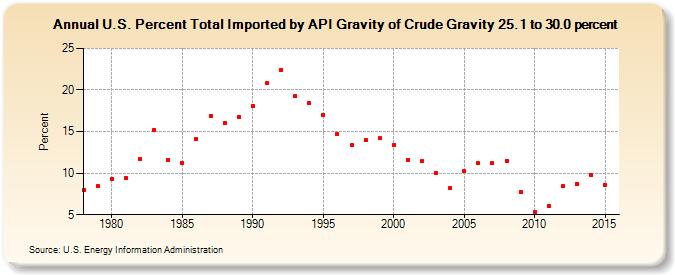 Annual U.S. Percent Total Imported by API Gravity of Crude Gravity 25.1 to 30.0 percent
25
20
15
10
5
Percent
1980 1985 1990 1995 2000 2005 2010 2015
Source: U.S. Energy Information Administration